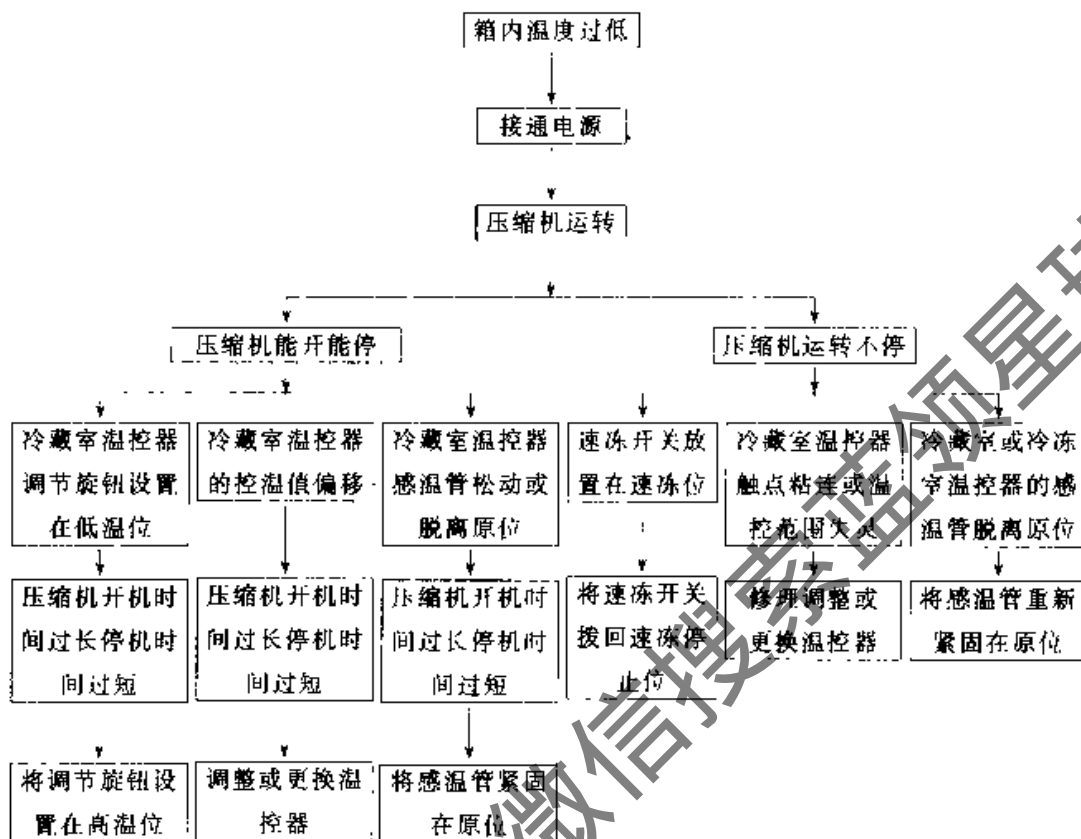 箱内温度过低
接通电源
压缩机运转
压缩机能开能停
压缩机运转不停
冷藏室温控器
调节旋钮设置
在低温位
冷藏室温控器
的控温值偏移
冷藏室温控器
感温管松动或
脱离原位
速冻开关放
置在速冻位
冷藏室温控器
触点粘连或温
控范围失灵
冷藏室或冷冻
室温控器的感
温管脱离原位
压缩机开机时
间过长停机时
间过短
压缩机开机时
间过长停机时
间过短
压缩机开机时
间过长停机时
间过短
将速冻开关
拨回速冻停
止位
修理调整或
更换温控器
将感温管重新
紧固在原位
将调节旋钮设
置在高温位
调整或更换温
控器
将感温管紧固
在原位
微信搜索蓝领星球